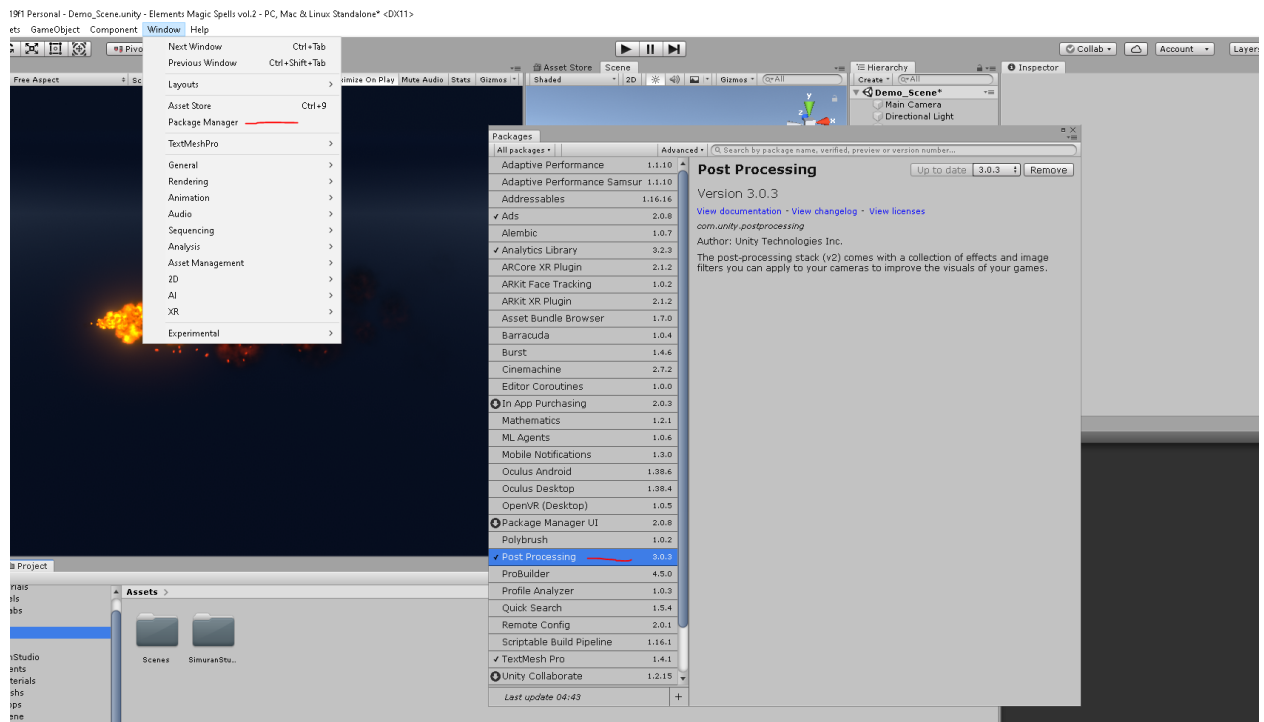 19f1 Personal - Demo_Scene.unity - Elements Magic Spells vol.2 - PC, Mac & Linux Standalone* <DX11>
ets GameObject Component Window Help
Pivo
Collab
Account
Layers
Next Window Ctrl+Tab
Previous Window Ctrl+Shift+Tab
Layouts
Asset Store Ctrl+9
Package Manager
TextMeshPro
General
Rendering
Animation
Audio
Sequencing
Analysis
Asset Management
2D
AI
XR
Experimental
Free Aspect Sc
ximize On Play Mute Audio Stats Gizmos
Asset Store Scene
Shaded 2D Gizmos All
y
z
x
Hierarchy
Create All
Demo_Scene*
Main Camera
Directional Light
Inspector
Packages
All packages Advanced Search by package name, verified, preview or version number...
Adaptive Performance 1.1.10
Adaptive Performance Samsur 1.1.10
Addressables 1.16.16
Ads 2.0.8
Alembic 1.0.7
Analytics Library 3.2.3
ARCore XR Plugin 2.1.2
ARKit Face Tracking 1.0.2
ARKit XR Plugin 2.1.2
Asset Bundle Browser 1.7.0
Barracuda 1.0.4
Burst 1.4.6
Cinemachine 2.7.2
Editor Coroutines 1.0.0
In App Purchasing 2.0.3
Mathematics 1.2.1
ML Agents 1.0.6
Mobile Notifications 1.3.0
Oculus Android 1.38.6
Oculus Desktop 1.38.4
OpenVR (Desktop) 1.0.5
Package Manager UI 2.0.8
Polybrush 1.0.2
Post Processing 3.0.3
ProBuilder 4.5.0
Profile Analyzer 1.0.3
Quick Search 1.5.4
Remote Config 2.0.1
Scriptable Build Pipeline 1.16.1
TextMesh Pro 1.4.1
Unity Collaborate 1.2.15
Last update 04:43 +
Post Processing Up to date 3.0.3 Remove
Version 3.0.3
View documentation - View changelog - View licenses
com.unity.postprocessing
Author: Unity Technologies Inc.
The post-processing stack (v2) comes with a collection of effects and image
filters you can apply to your cameras to improve the visuals of your games.
Project
rials
els
abs
nStudio
ents
terials
shs
ops
ene
Assets >
Scenes
SimuranStu...